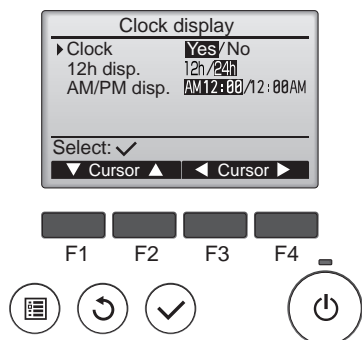 Clock display
Clock Yes/No
12h disp. 12h/24h
AM/PM disp. AM12:00/12:00AM
Select:
Cursor Cursor
F1 F2 F3 F4